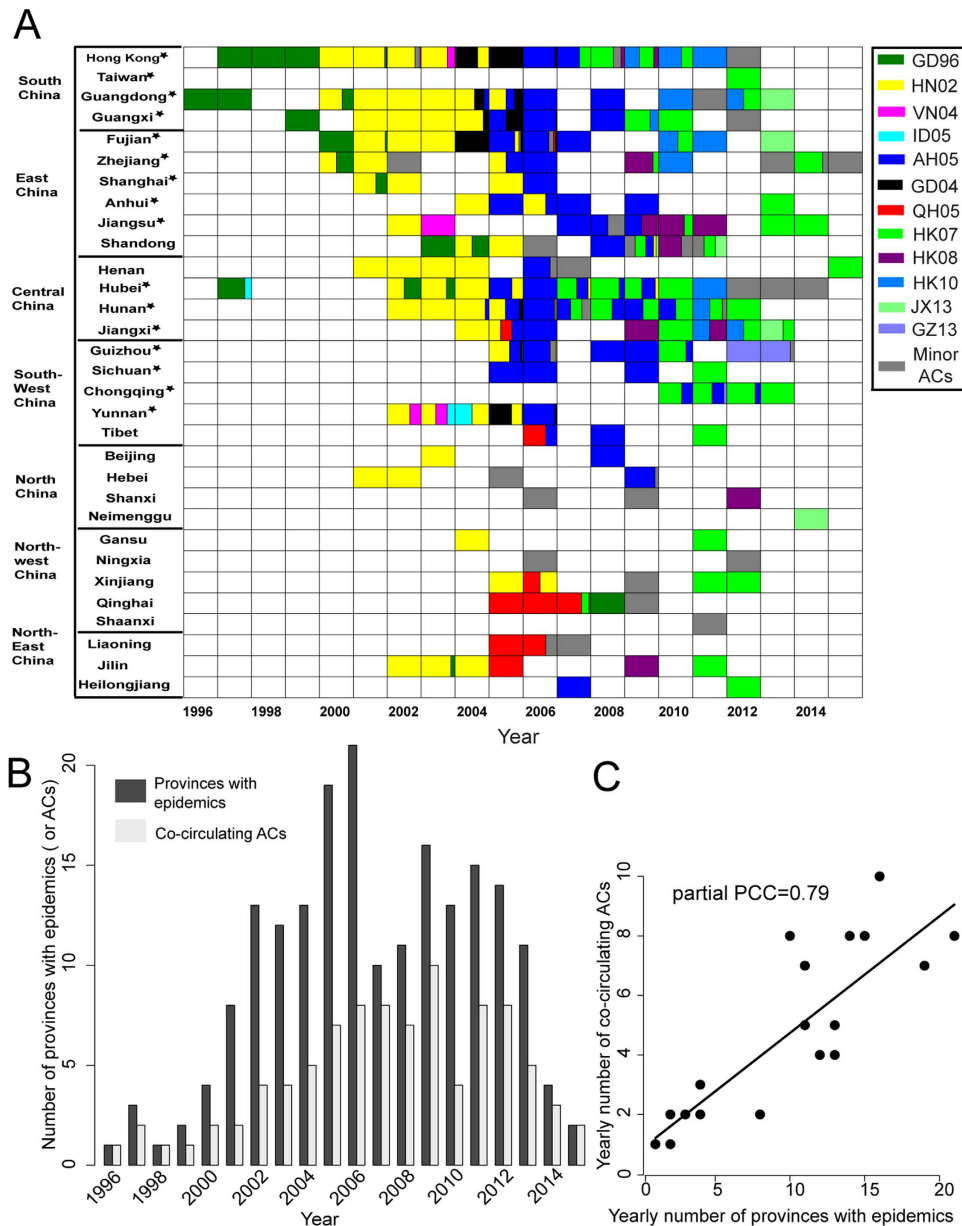 A
South
China
East
China
Central
China
South-
West
China
North
China
North-
west
China
North-
East
China
Hong Kong★
Taiwan★
Guangdong★
Guangxi★
Fujian★
Zhejiang★
Shanghai★
Anhui★
Jiangsu★
Shandong
Henan
Hubei★
Hunan★
Jiangxi★
Guizhou★
Sichuan★
Chongqing★
Yunnan★
Tibet
Beijing
Hebei
Shanxi
Neimenggu
Gansu
Ningxia
Xinjiang
Qinghai
Shaanxi
Liaoning
Jilin
Heilongjiang
1996 1998 2000 2002 2004 2006 2008 2010 2012 2014
Year
GD96
HN02
VN04
ID05
AH05
GD04
QH05
HK07
HK08
HK10
JX13
GZ13
Minor
ACs
B
Number of provinces with epidemics ( or ACs)
20
15
10
5
0
Provinces with
epidemics
Co-circulating ACs
1996 1998 2000 2002 2004 2006 2008 2010 2012 2014
Year
C
Yearly number of co-circulating ACs
10
8
6
4
2
0
partial PCC=0.79
0 5 10 15 20
Yearly number of provinces with epidemics